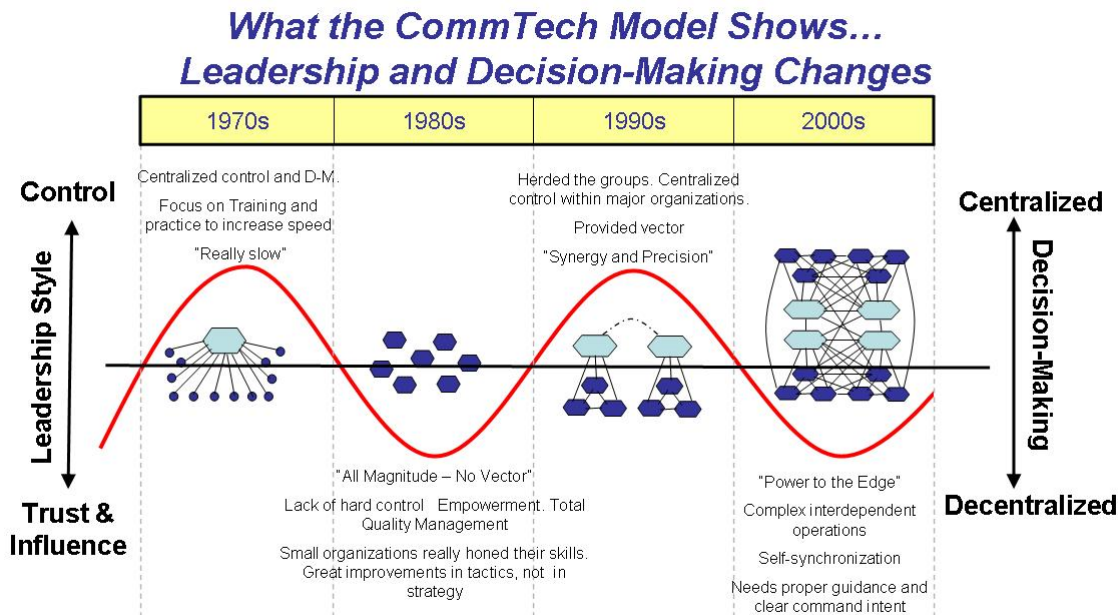 What the CommTech Model Shows...
Leadership and Decision-Making Changes
1970s
1980s
1990s
2000s
Control
Leadership Style
Trust &
Influence
Centralized control and D-M.
Focus on Training and
practice to increase speed
"Really slow"
"All Magnitude – No Vector"
Lack of hard control Empowerment. Total
Quality Management
Small organizations really honed their skills.
Great improvements in tactics, not in
strategy
Herded the groups. Centralized
control within major organizations.
Provided vector
"Synergy and Precision"
"Power to the Edge"
Complex interdependent
operations
Self-synchronization
Needs proper guidance and
clear command intent
Centralized
Decision-Making
Decentralized